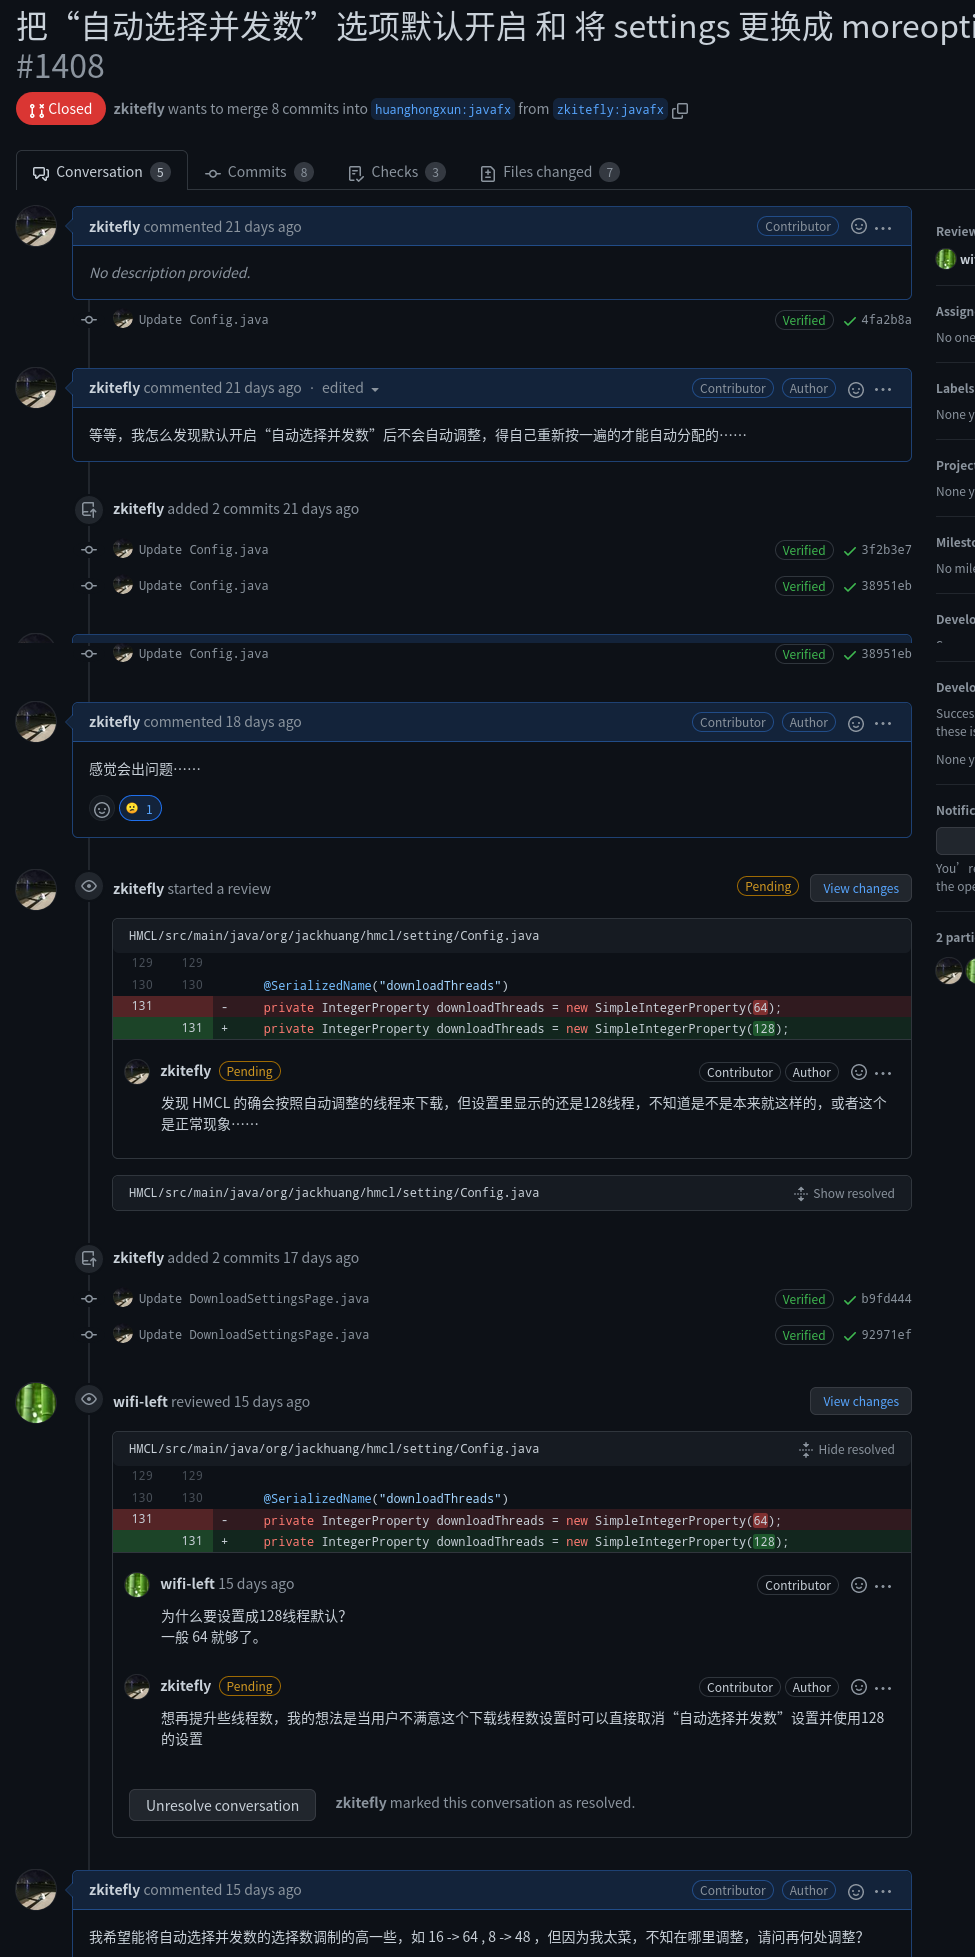 把“自动选择并发数”选项默认开启 和 将 settings 更换成 moreopti
#1408
Closed zkitefly wants to merge 8 commits into huanghongxun:javafx from zkitefly:javafx
Conversation 5 Commits 8 Checks 3 Files changed 7
zkitefly commented 21 days ago Contributor ...
No description provided.
Update Config.java Verified 4fa2b8a
zkitefly commented 21 days ago · edited Contributor Author ...
等等，我怎么发现默认开启“自动选择并发数”后不会自动调整，得自己重新按一遍的才能自动分配的……
zkitefly added 2 commits 21 days ago
Update Config.java Verified 3f2b3e7
Update Config.java Verified 38951eb
Update Config.java Verified 38951eb
zkitefly commented 18 days ago Contributor Author ...
感觉会出问题……
1
zkitefly started a review Pending View changes
HMCL/src/main/java/org/jackhuang/hmcl/setting/Config.java
129 129
130 130 @SerializedName("downloadThreads")
131 - private IntegerProperty downloadThreads = new SimpleIntegerProperty(64);
131 + private IntegerProperty downloadThreads = new SimpleIntegerProperty(128);
zkitefly Pending Contributor Author ...
发现 HMCL 的确会按照自动调整的线程来下载，但设置里显示的还是128线程，不知道是不是本来就这样的，或者这个
是正常现象……
HMCL/src/main/java/org/jackhuang/hmcl/setting/Config.java Show resolved
zkitefly added 2 commits 17 days ago
Update DownloadSettingsPage.java Verified b9fd444
Update DownloadSettingsPage.java Verified 92971ef
wifi-left reviewed 15 days ago View changes
HMCL/src/main/java/org/jackhuang/hmcl/setting/Config.java Hide resolved
129 129
130 130 @SerializedName("downloadThreads")
131 - private IntegerProperty downloadThreads = new SimpleIntegerProperty(64);
131 + private IntegerProperty downloadThreads = new SimpleIntegerProperty(128);
wifi-left 15 days ago Contributor ...
为什么要设置成128线程默认？
一般 64 就够了。
zkitefly Pending Contributor Author ...
想再提升些线程数，我的想法是当用户不满意这个下载线程数设置时可以直接取消“自动选择并发数”设置并使用128
的设置
Unresolve conversation zkitefly marked this conversation as resolved.
zkitefly commented 15 days ago Contributor Author ...
我希望能将自动选择并发数的选择数调制的高一些，如 16 -> 64 , 8 -> 48 ，但因为我太菜，不知在哪里调整，请问再何处调整？
Review
wi
Assign
No one
Labels
None y
Projec
None y
Milesto
No mile
Develo
Develo
Succes
these is
None y
Notific
You’re
the ope
2 parti